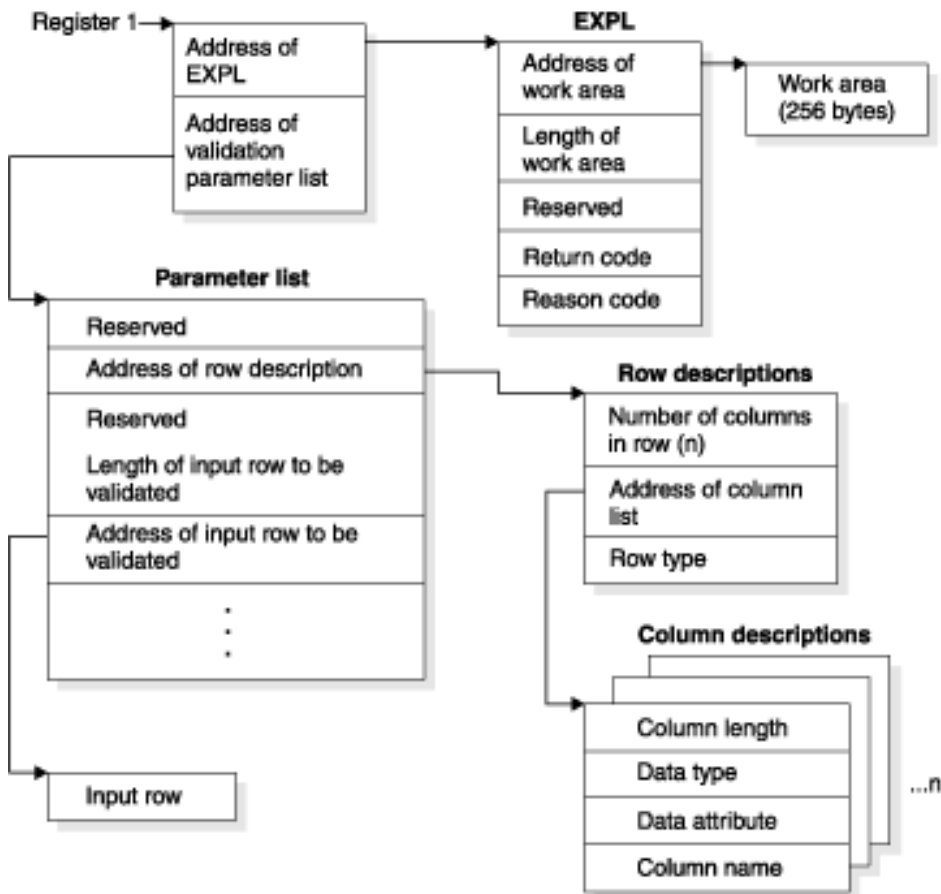 Register 1
Address of
EXPL
Address of
validation
parameter list
EXPL
Address of
work area
Length of
work area
Reserved
Return code
Reason code
Work area
(256 bytes)
Parameter list
Reserved
Address of row description
Reserved
Length of input row to be
validated
Address of input row to be
validated
.
.
.
Row descriptions
Number of columns
in row (n)
Address of column
list
Row type
Column descriptions
Column length
Data type
Data attribute
Column name
...n
Input row